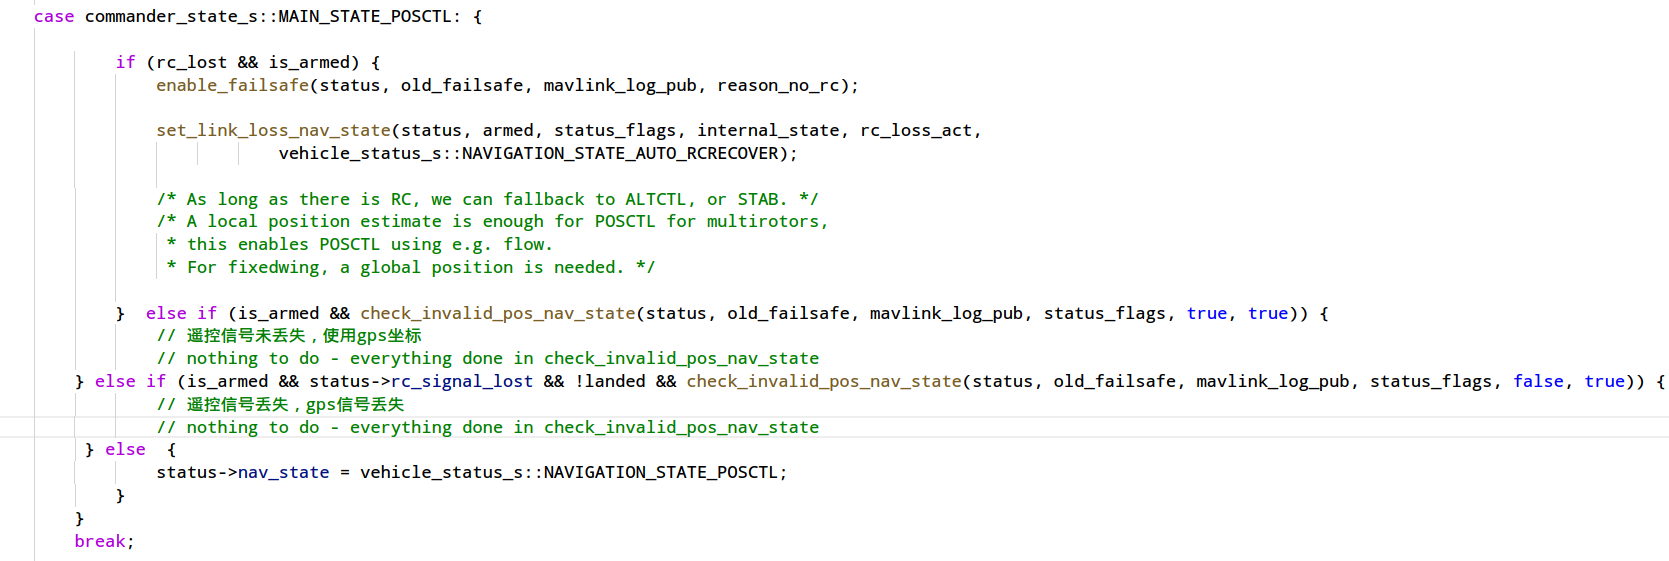 case commander_state_s::MAIN_STATE_POSCTL: {
if (rc_lost && is_armed) {
enable_failsafe(status, old_failsafe, mavlink_log_pub, reason_no_rc);
set_link_loss_nav_state(status, armed, status_flags, internal_state, rc_loss_act,
vehicle_status_s::NAVIGATION_STATE_AUTO_RCRECOVER);
/* As long as there is RC, we can fallback to ALTCTL, or STAB. */
/* A local position estimate is enough for POSCTL for multirotors,
* this enables POSCTL using e.g. flow.
* For fixedwing, a global position is needed. */
} else if (is_armed && check_invalid_pos_nav_state(status, old_failsafe, mavlink_log_pub, status_flags, true, true)) {
// 遥控信号未丢失，使用gps坐标
// nothing to do - everything done in check_invalid_pos_nav_state
} else if (is_armed && status->rc_signal_lost && !landed && check_invalid_pos_nav_state(status, old_failsafe, mavlink_log_pub, status_flags, false, true)) {
// 遥控信号丢失，gps信号丢失
// nothing to do - everything done in check_invalid_pos_nav_state
} else {
status->nav_state = vehicle_status_s::NAVIGATION_STATE_POSCTL;
}
}
break;